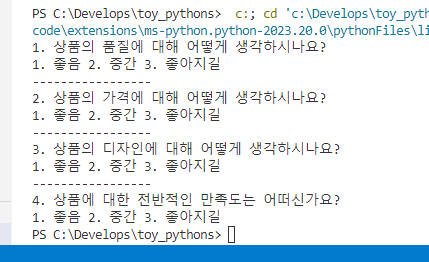 PS C:\Develops\toy_pythons>  c:; cd 'c:\Develops\toy_pyth
code\extensions\ms-python.python-2023.20.0\pythonFiles\li
1. 상품의 품질에 대해 어떻게 생각하시나요?
1. 좋음 2. 중간 3. 좋아지길
----------------
2. 상품의 가격에 대해 어떻게 생각하시나요?
1. 좋음 2. 중간 3. 좋아지길
----------------
3. 상품의 디자인에 대해 어떻게 생각하시나요?
1. 좋음 2. 중간 3. 좋아지길
----------------
4. 상품에 대한 전반적인 만족도는 어떠신가요?
1. 좋음 2. 중간 3. 좋아지길
PS C:\Develops\toy_pythons>